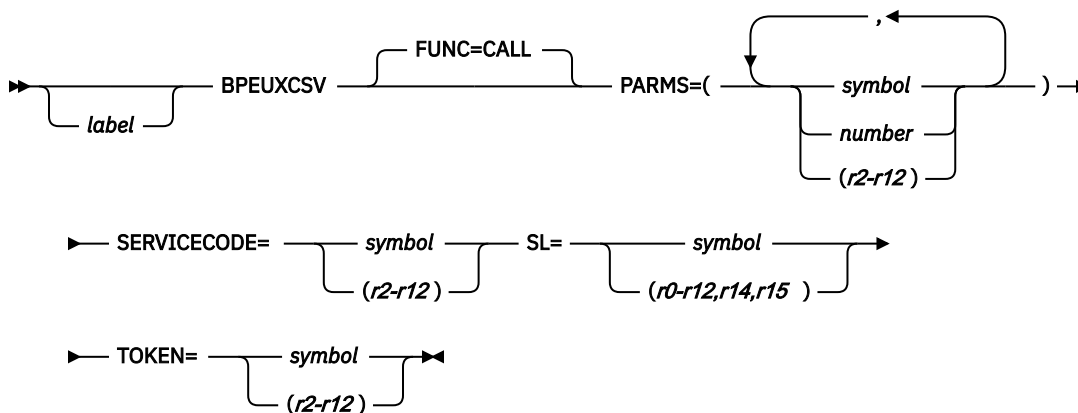 ,
FUNC=CALL
BPEUXCSV PARMS=( symbol )
label number
(r2-r12 )
SERVICECODE= symbol SL= symbol
(r2-r12 ) (r0-r12,r14,r15 )
TOKEN= symbol
(r2-r12 )